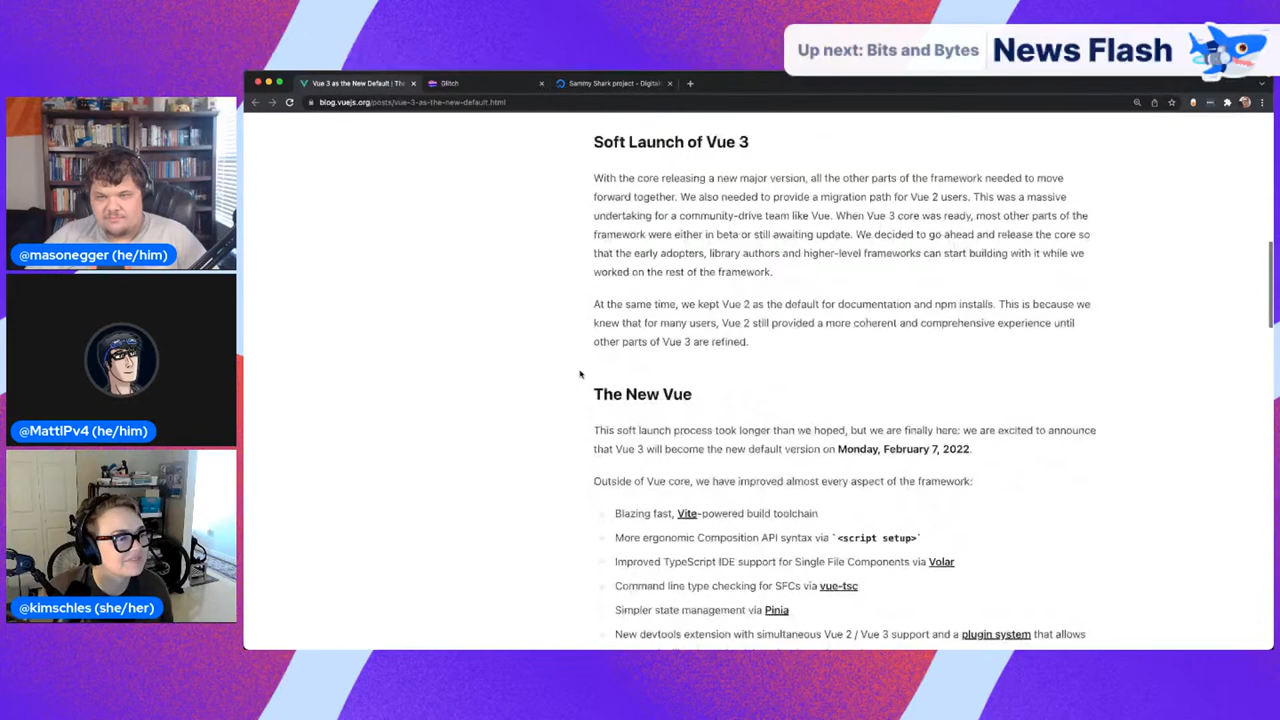 Up next: Bits and Bytes
News Flash
Vue 3 as the New Default | The
Glitch
Sammy Shark project - Digital
blog.vuejs.org/posts/vue-3-as-the-new-default.html
@masonegger (he/him)
@MattIPv4 (he/him)
@kimschles (she/her)
Soft Launch of Vue 3
With the core releasing a new major version, all the other parts of the framework needed to move
forward together. We also needed to provide a migration path for Vue 2 users. This was a massive
undertaking for a community-drive team like Vue. When Vue 3 core was ready, most other parts of the
framework were either in beta or still awaiting update. We decided to go ahead and release the core so
that the early adopters, library authors and higher-level frameworks can start building with it while we
worked on the rest of the framework.
At the same time, we kept Vue 2 as the default for documentation and npm installs. This is because we
knew that for many users, Vue 2 still provided a more coherent and comprehensive experience until
other parts of Vue 3 are refined.
The New Vue
This soft launch process took longer than we hoped, but we are finally here: we are excited to announce
that Vue 3 will become the new default version on Monday, February 7, 2022.
Outside of Vue core, we have improved almost every aspect of the framework:
Blazing fast, Vite-powered build toolchain
More ergonomic Composition API syntax via `<script setup>`
Improved TypeScript IDE support for Single File Components via Volar
Command line type checking for SFCs via vue-tsc
Simpler state management via Pinia
New devtools extension with simultaneous Vue 2 / Vue 3 support and a plugin system that allows